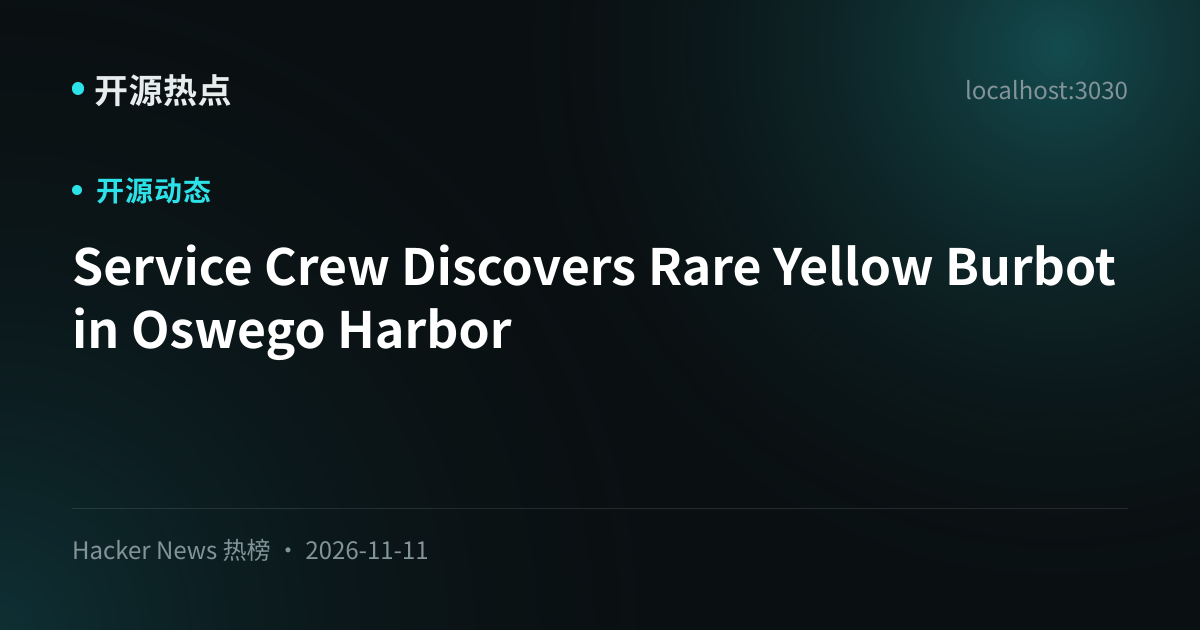 开源热点
localhost:3030
开源动态
Service Crew Discovers Rare Yellow Burbot
in Oswego Harbor
Hacker News 热榜 · 2026-11-11